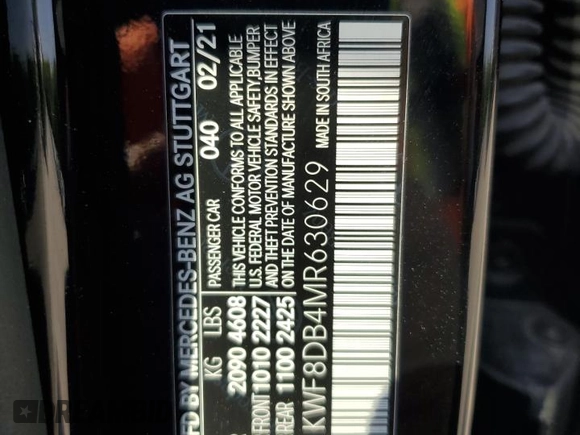 FD BY MERCEDES-BENZ AG STUTTGART
KG LBS PASSENGER CAR 040 02/21
2090 4608 THIS VEHICLE CONFORMS TO ALL APPLICABLE
FRONT 1010 2227 U.S. FEDERAL MOTOR VEHICLE SAFETY, BUMPER
REAR 1100 2425 AND THEFT PREVENTION STANDARDS IN EFFECT
ON THE DATE OF MANUFACTURE SHOWN ABOVE
KWF8DB4MR630629 MADE IN SOUTH AFRICA